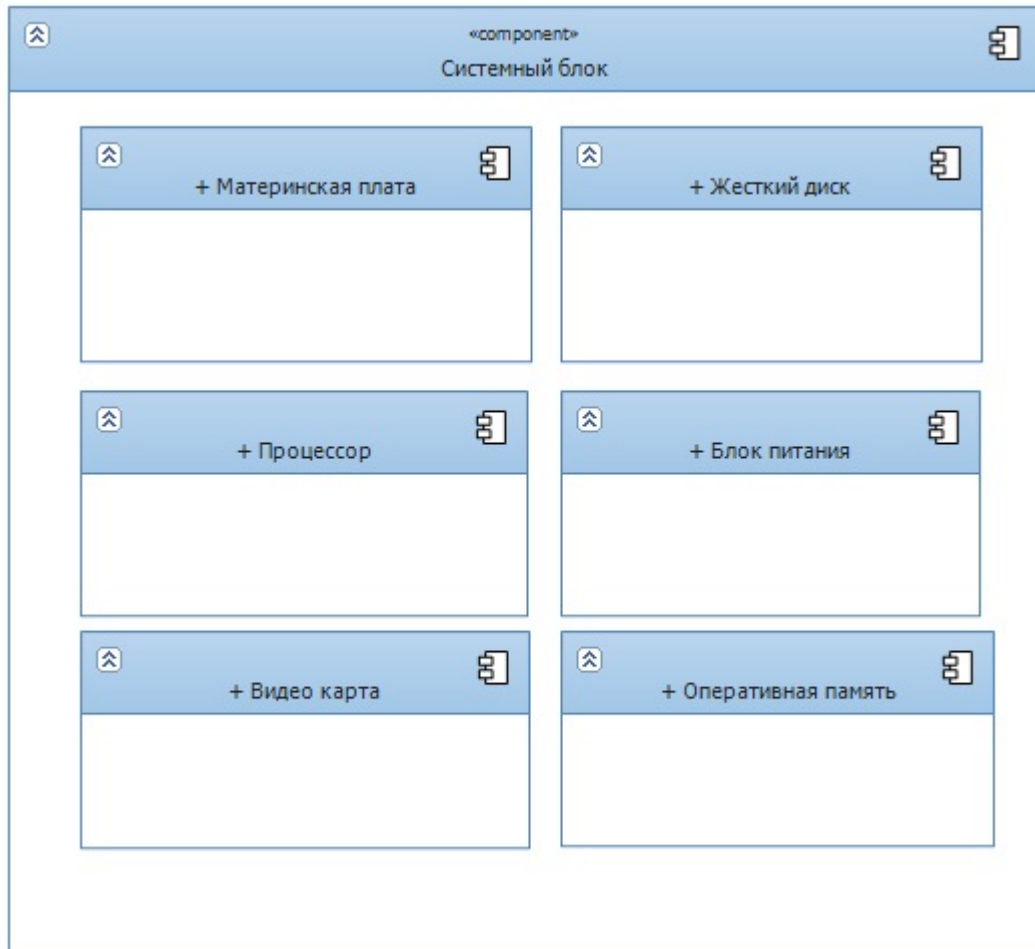 «component»
Системный блок
+ Материнская плата
+ Жесткий диск
+ Процессор
+ Блок питания
+ Видео карта
+ Оперативная память